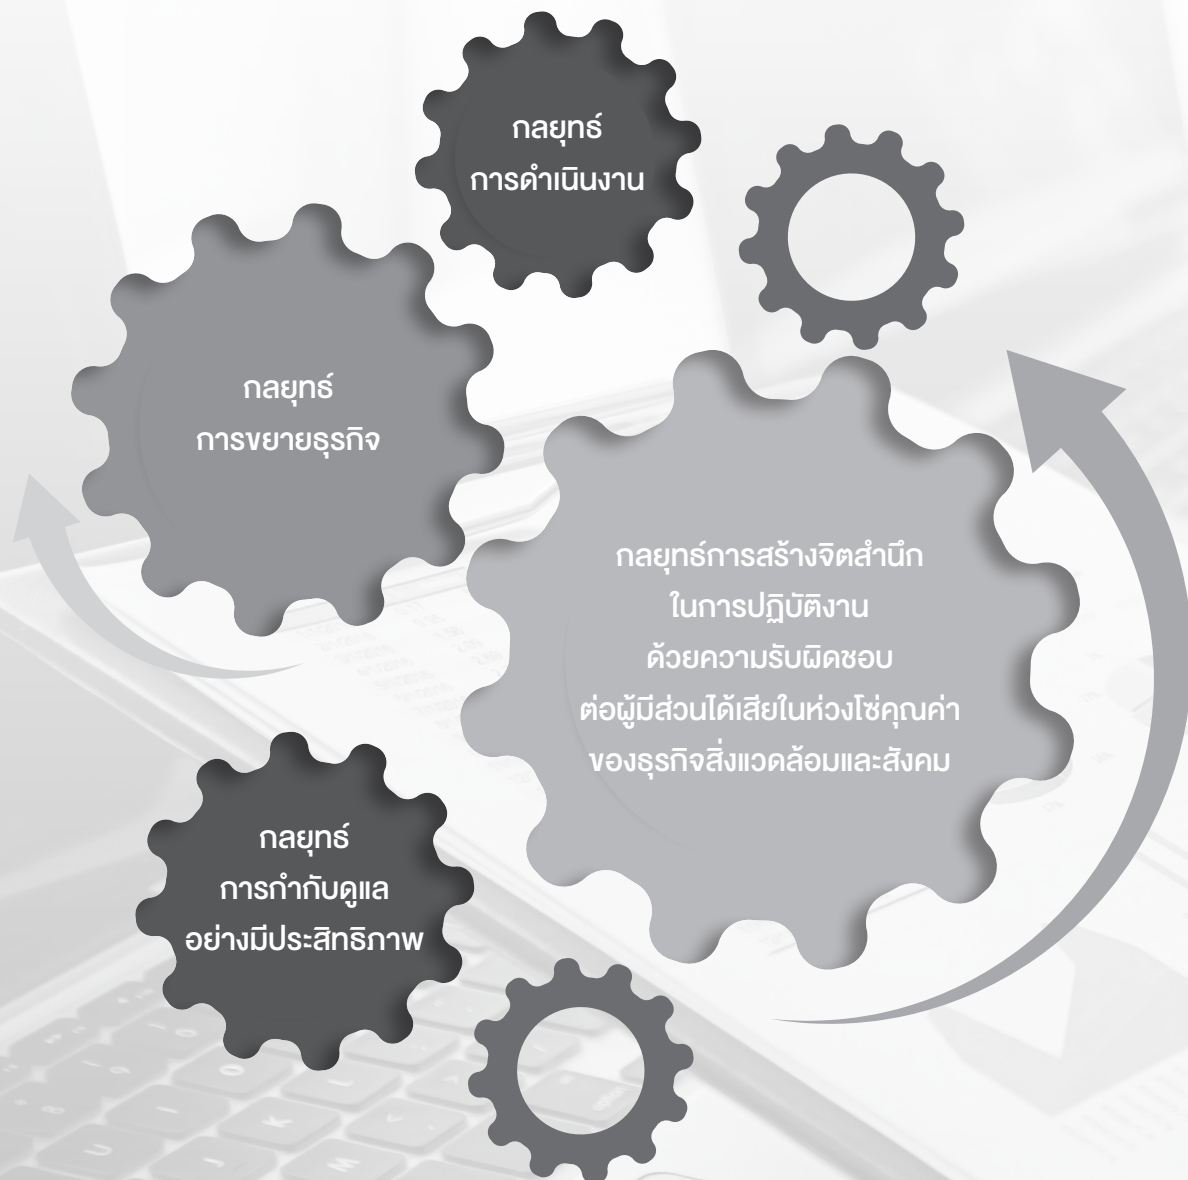 กลยุทธ์
การดำเนินงาน
กลยุทธ์
การขยายธุรกิจ
กลยุทธ์การสร้างจิตสำนึก
ในการปฏิบัติงาน
ด้วยความรับผิดชอบ
ต่อผู้มีส่วนได้เสียในห่วงโซ่คุณค่า
ของธุรกิจสิ่งแวดล้อมและสังคม
กลยุทธ์
การกำกับดูแล
อย่างมีประสิทธิภาพ